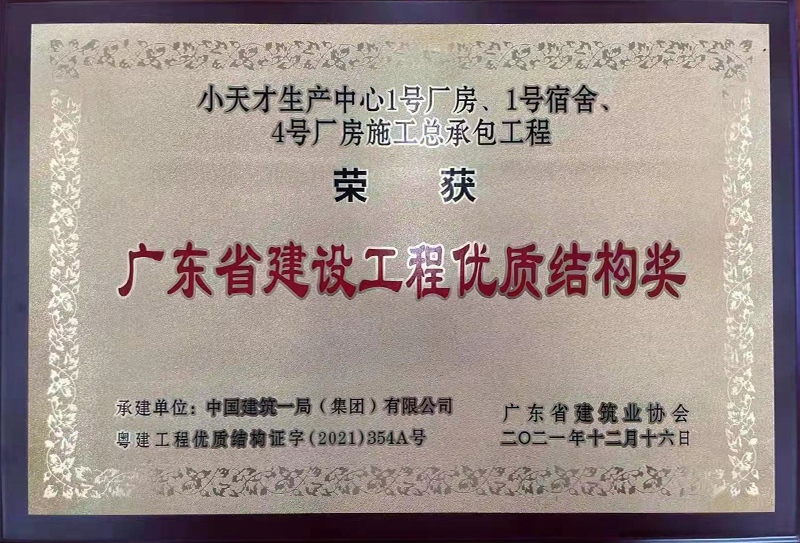 小天才生产中心1号厂房、1号宿舍、
4号厂房施工总承包工程
荣 获
广东省建设工程优质结构奖
承建单位：中国建筑一局（集团）有限公司
粤建工程优质结构证字(2021)354A号
广东省建筑业协会
二〇二一年十二月十六日